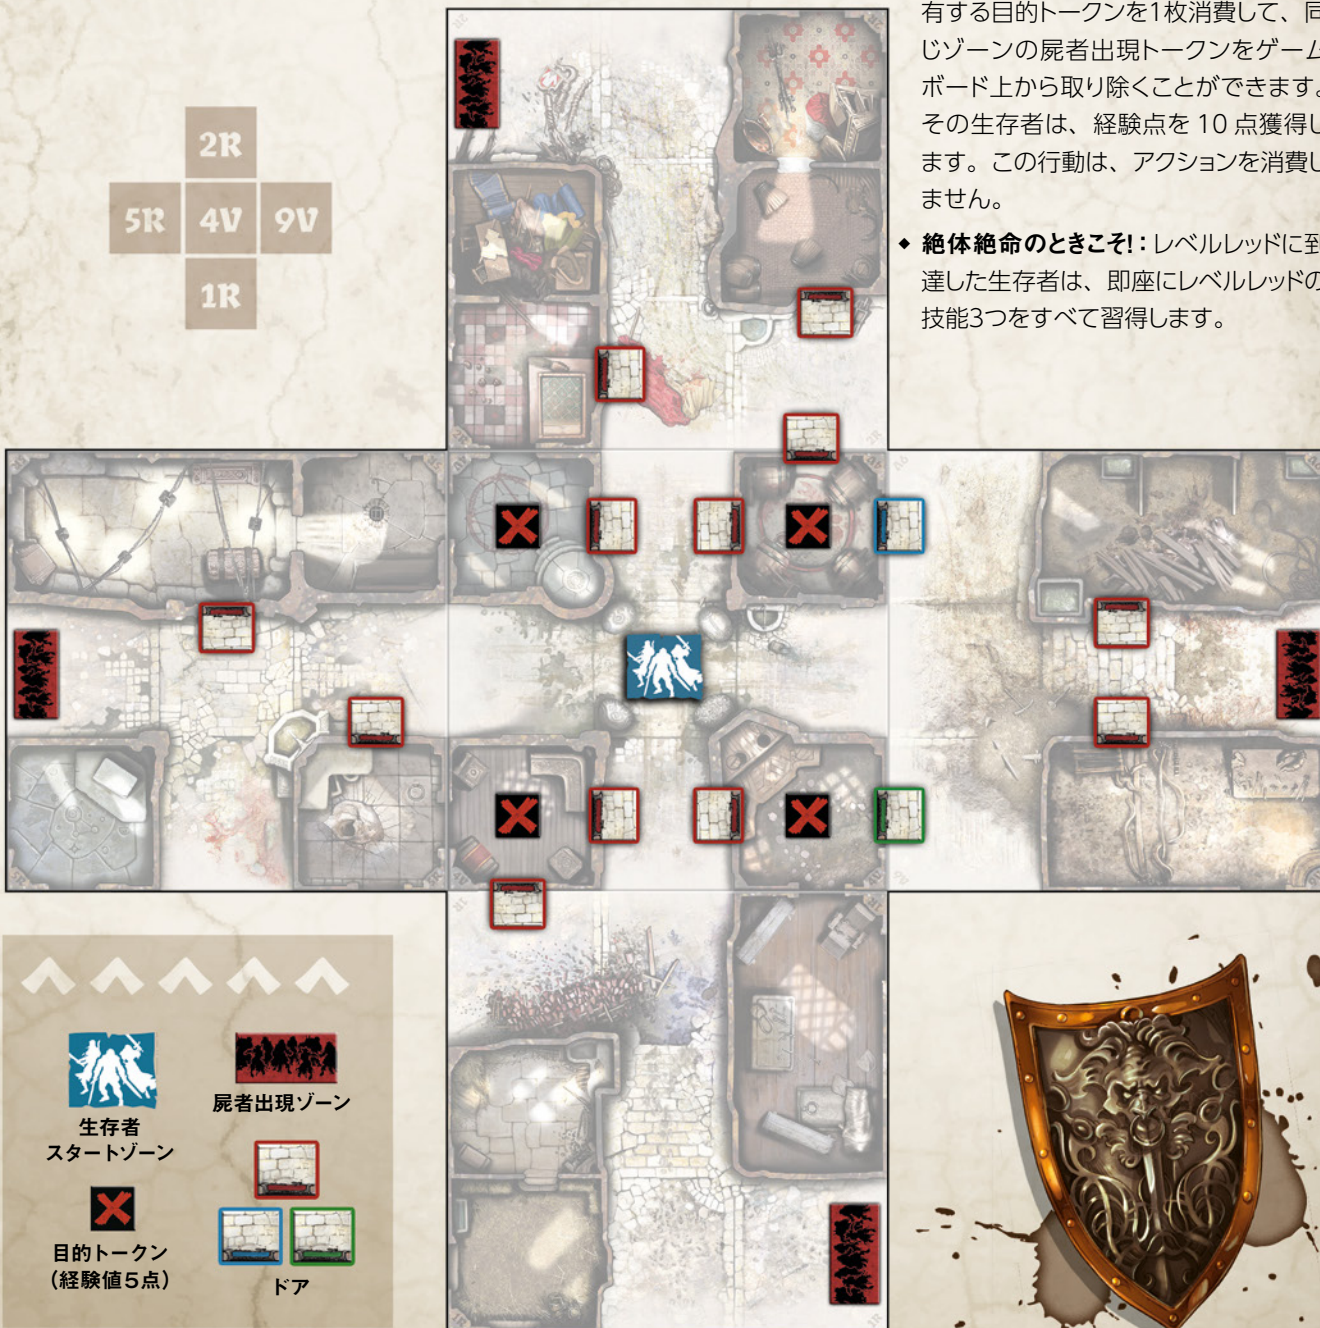 有する目的トークンを1枚消費して、同
じゾーンの屍者出現トークンをゲーム
ボード上から取り除くことができます。
その生存者は、経験点を 10 点獲得し
ます。この行動は、アクションを消費し
ません。
◆ 絶体絶命のときこそ!：レベルレッドに到
達した生存者は、即座にレベルレッドの
技能3つをすべて習得します。
2R
5R 4V 9V
1R
生存者
スタートゾーン
屍者出現ゾーン
目的トークン
（経験値5点）
ドア